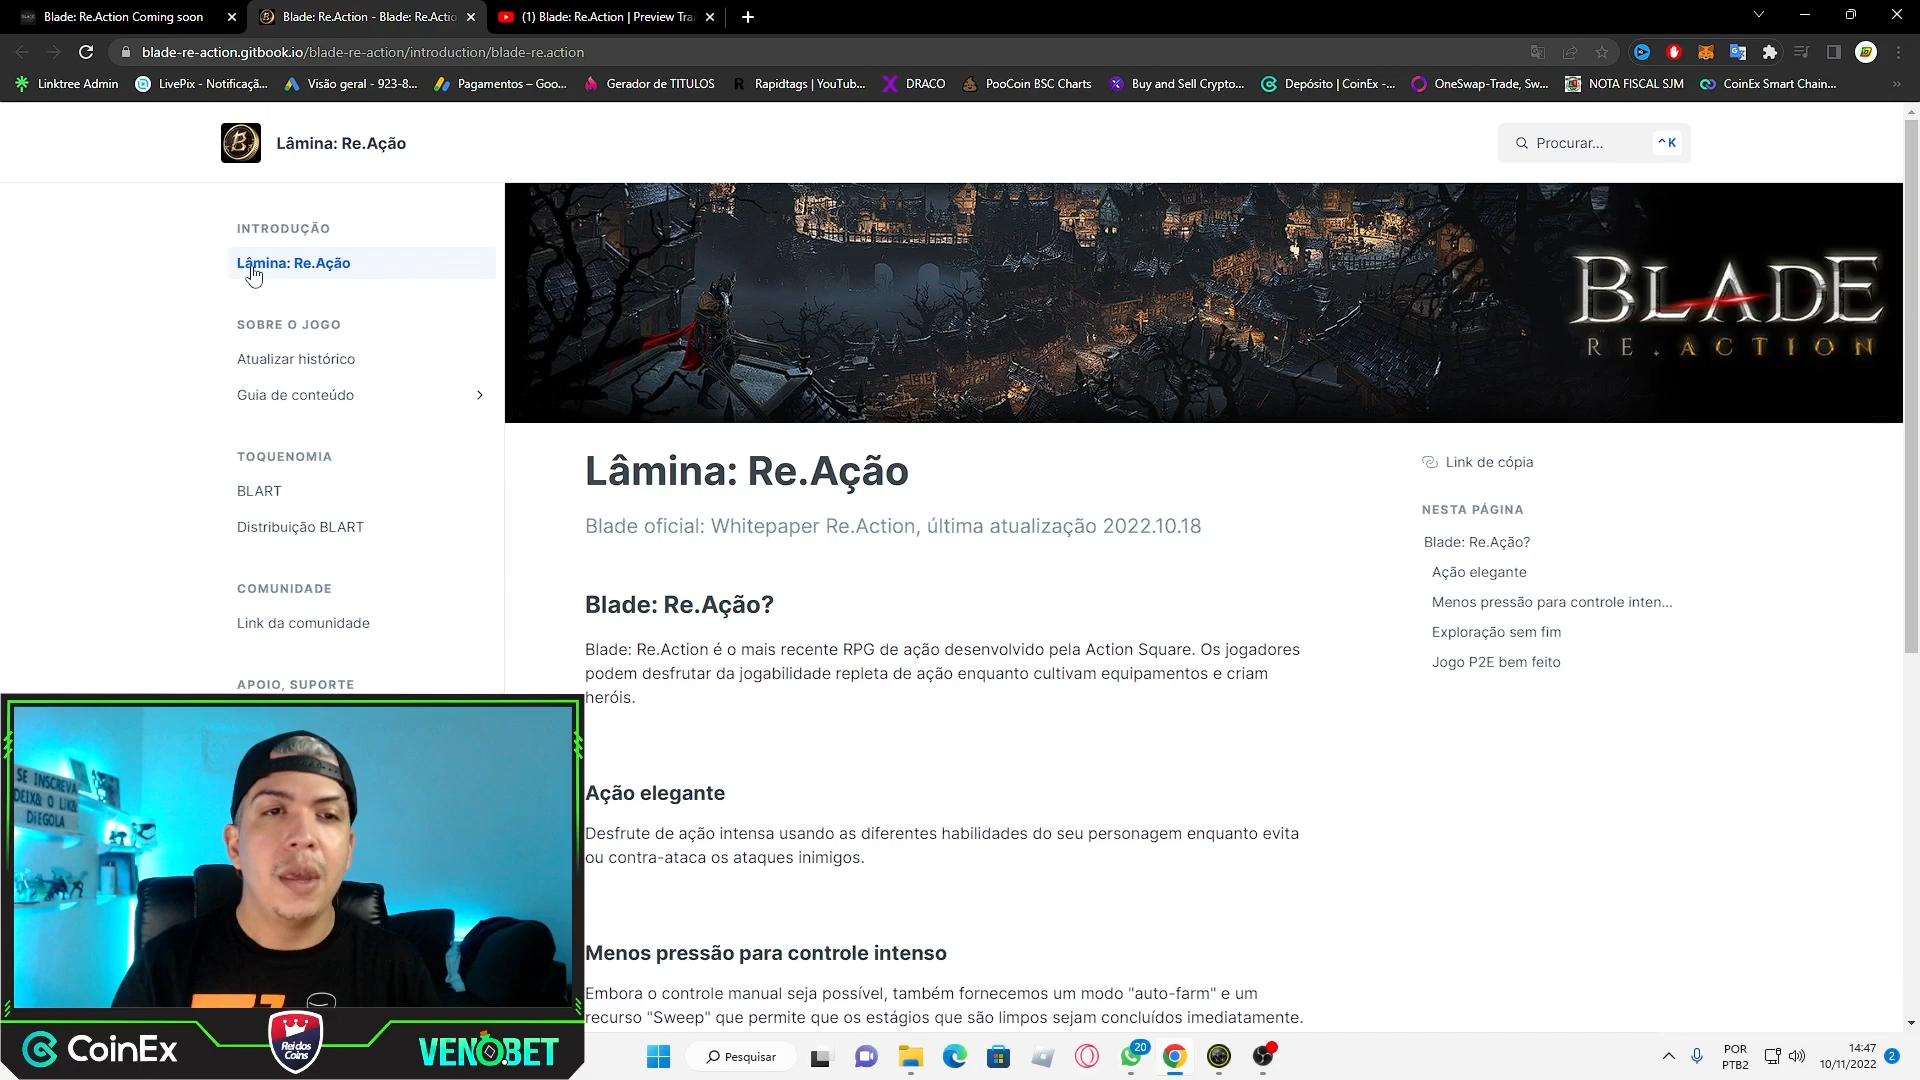 Blade: Re.Action Coming soon
Blade: Re.Action - Blade: Re.Actio
(1) Blade: Re.Action | Preview Trai
blade-re-action.gitbook.io/blade-re-action/introduction/blade-re.action
Linktree Admin
LivePix - Notificaçã...
Visão geral - 923-8...
Pagamentos – Goo...
Gerador de TITULOS
Rapidtags | YouTub...
DRACO
PooCoin BSC Charts
Buy and Sell Crypto...
Depósito | CoinEx -...
OneSwap-Trade, Sw...
NOTA FISCAL SJM
CoinEx Smart Chain...
»
Lâmina: Re.Ação
Procurar...
^ K
INTRODUÇÃO
Lâmina: Re.Ação
SOBRE O JOGO
Atualizar histórico
Guia de conteúdo
TOQUENOMIA
BLART
Distribuição BLART
COMUNIDADE
Link da comunidade
APOIO, SUPORTE
BLADE
RE.ACTION
Lâmina: Re.Ação
Blade oficial: Whitepaper Re.Action, última atualização 2022.10.18
Blade: Re.Ação?
Blade: Re.Action é o mais recente RPG de ação desenvolvido pela Action Square. Os jogadores
podem desfrutar da jogabilidade repleta de ação enquanto cultivam equipamentos e criam
heróis.
Ação elegante
Desfrute de ação intensa usando as diferentes habilidades do seu personagem enquanto evita
ou contra-ataca os ataques inimigos.
Menos pressão para controle intenso
Embora o controle manual seja possível, também fornecemos um modo "auto-farm" e um
recurso "Sweep" que permite que os estágios que são limpos sejam concluídos imediatamente.
Link de cópia
NESTA PÁGINA
Blade: Re.Ação?
Ação elegante
Menos pressão para controle inten...
Exploração sem fim
Jogo P2E bem feito
SE INSCREVA
DEIXA O LIKE
DIEGOLA
CoinEx
Rei dos
Coins
VENOBET
Pesquisar
20
POR
PTB2
14:47
10/11/2022
2